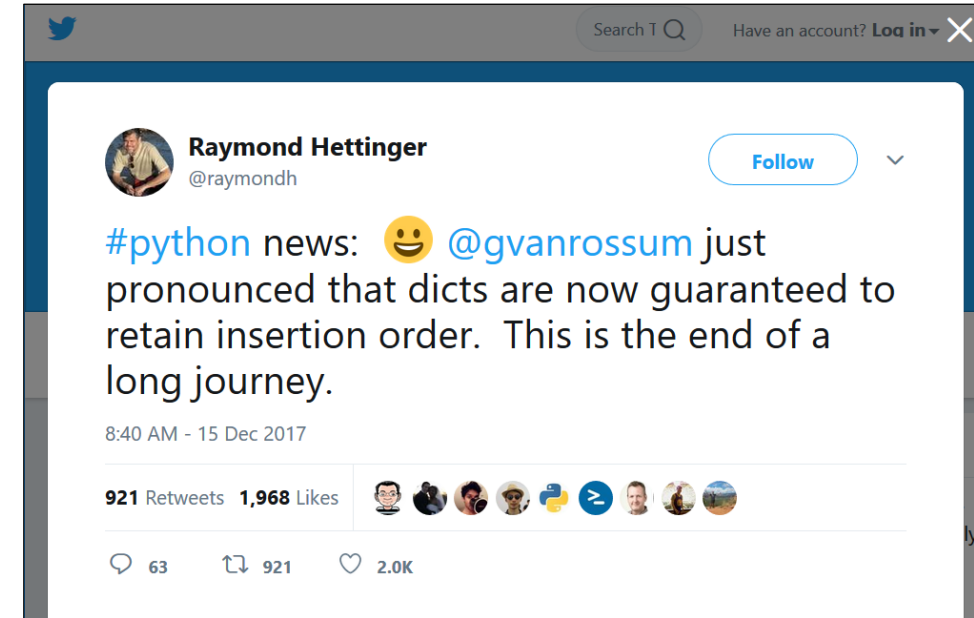 Search T
Have an account? Log in
Raymond Hettinger
@raymondh
Follow
#python news: 😀 @gvanrossum just
pronounced that dicts are now guaranteed to
retain insertion order. This is the end of a
long journey.
8:40 AM - 15 Dec 2017
921 Retweets 1,968 Likes
63 921 2.0K